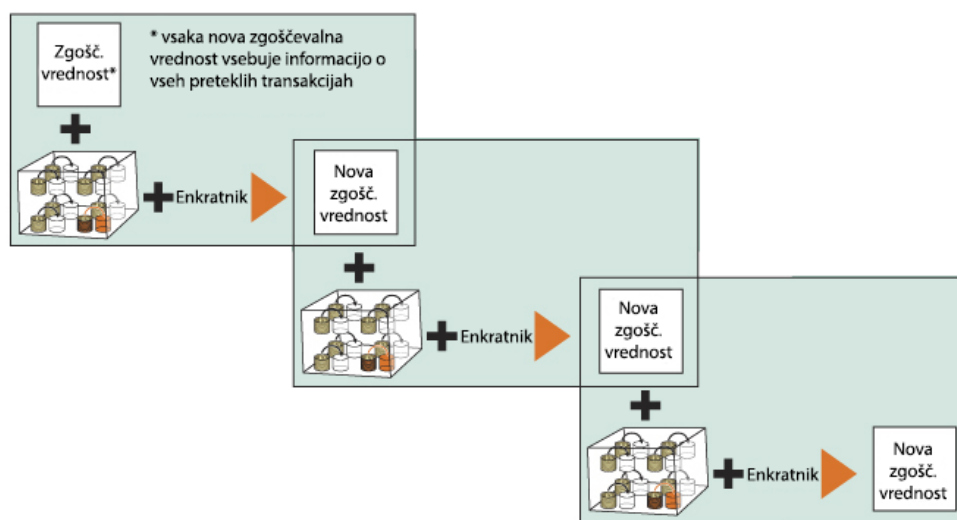 Zgošč.
vrednost*
* vsaka nova zgoščevalna
vrednost vsebuje informacijo o
vseh preteklih transakcijah
Enkratnik
Nova
zgošč.
vrednost
Enkratnik
Nova
zgošč.
vrednost
Enkratnik
Nova
zgošč.
vrednost